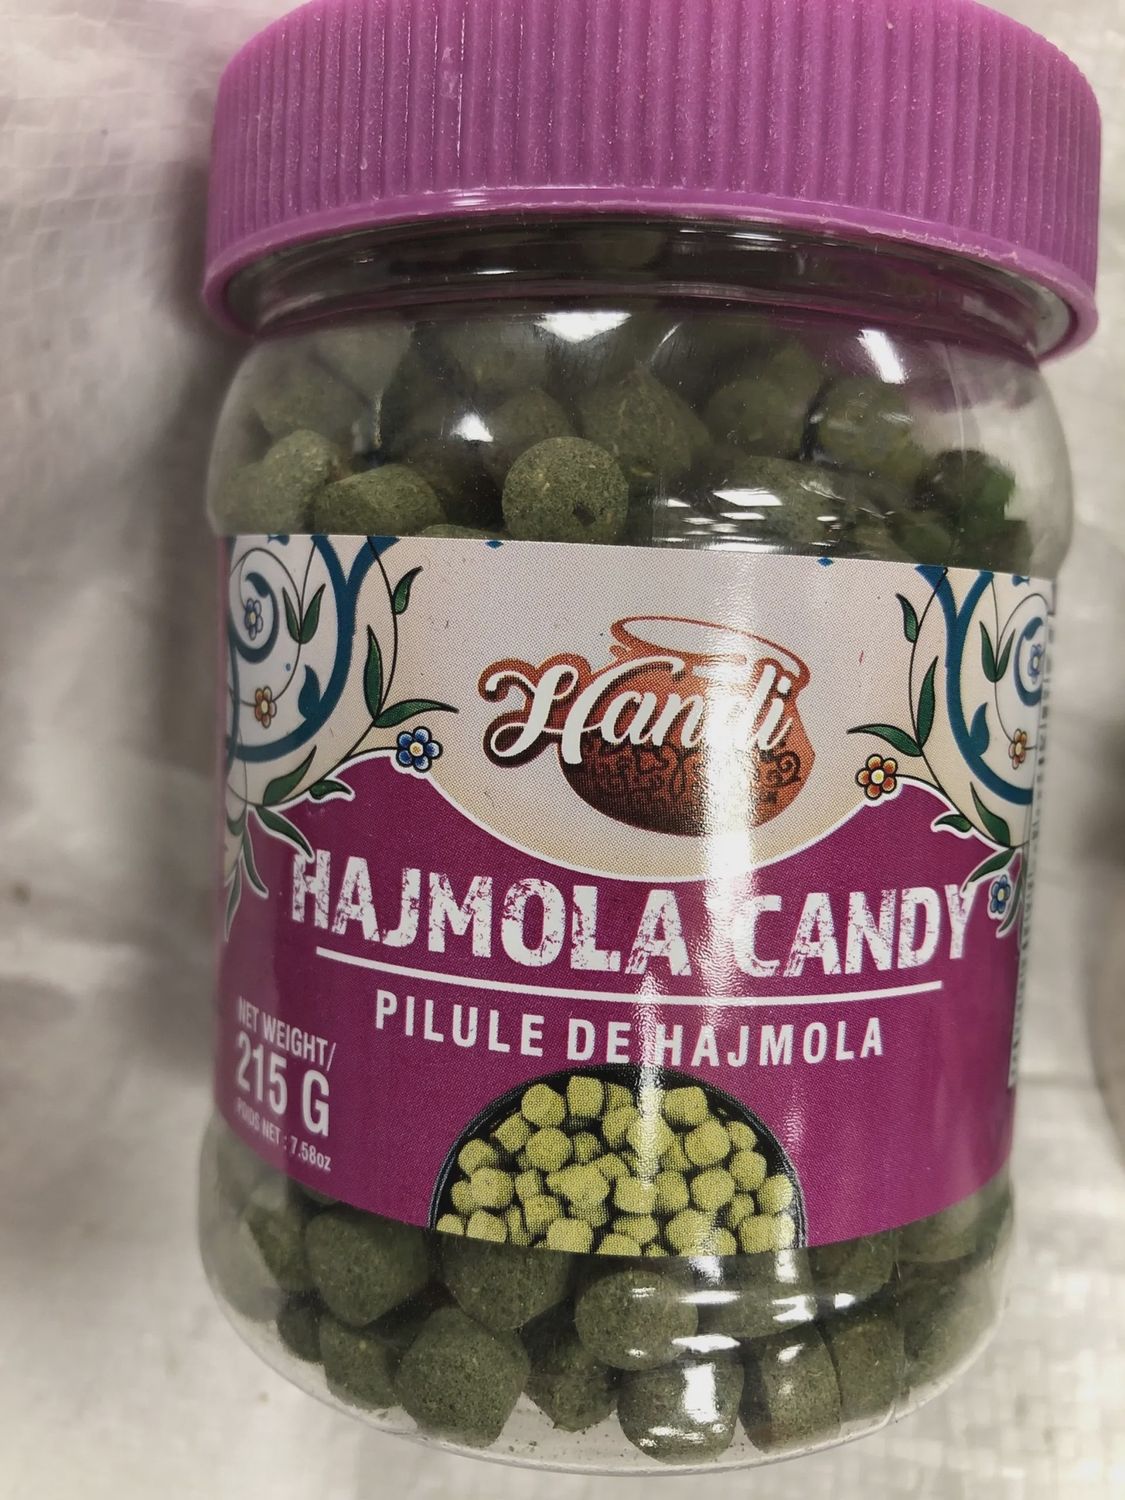 Handi
HAJMOLA CANDY
PILULE DE HAJMOLA
NET WEIGHT/
215 G
POIDS NET : 7.58oz